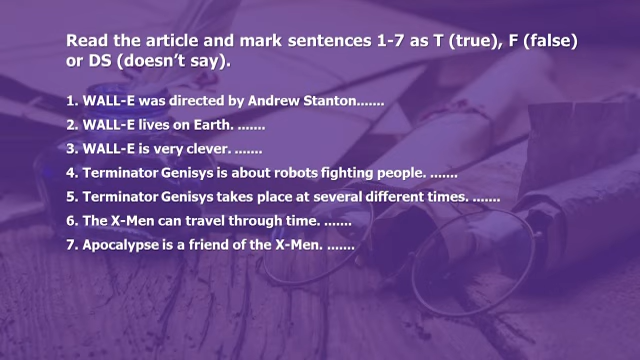 Read the article and mark sentences 1-7 as T (true), F (false)
or DS (doesn't say).
1. WALL-E was directed by Andrew Stanton.......
2. WALL-E lives on Earth. .......
3. WALL-E is very clever. .......
4. Terminator Genisys is about robots fighting people. .......
5. Terminator Genisys takes place at several different times. .......
6. The X-Men can travel through time. .......
7. Apocalypse is a friend of the X-Men. .......